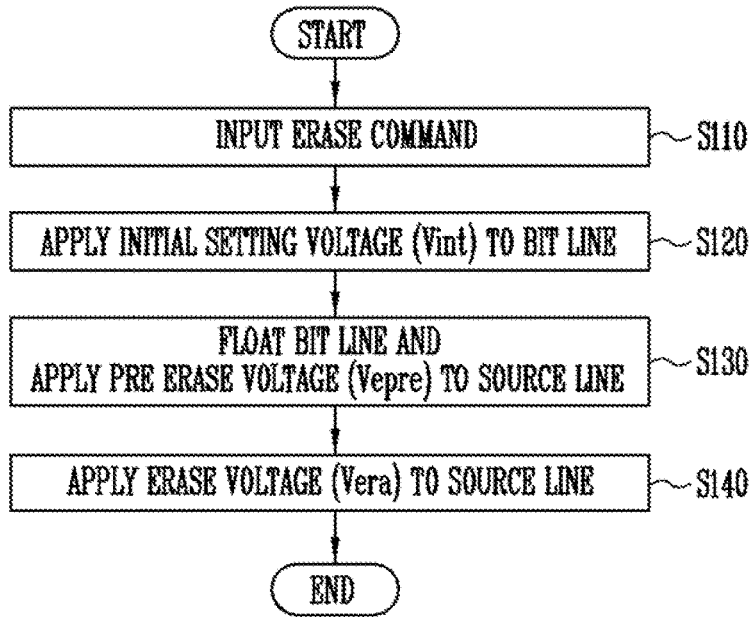 START
INPUT ERASE COMMAND
S110
APPLY INITIAL SETTING VOLTAGE (Vint) TO BIT LINE
S120
FLOAT BIT LINE AND
APPLY PRE ERASE VOLTAGE (Vepre) TO SOURCE LINE
S130
APPLY ERASE VOLTAGE (Vera) TO SOURCE LINE
S140
END